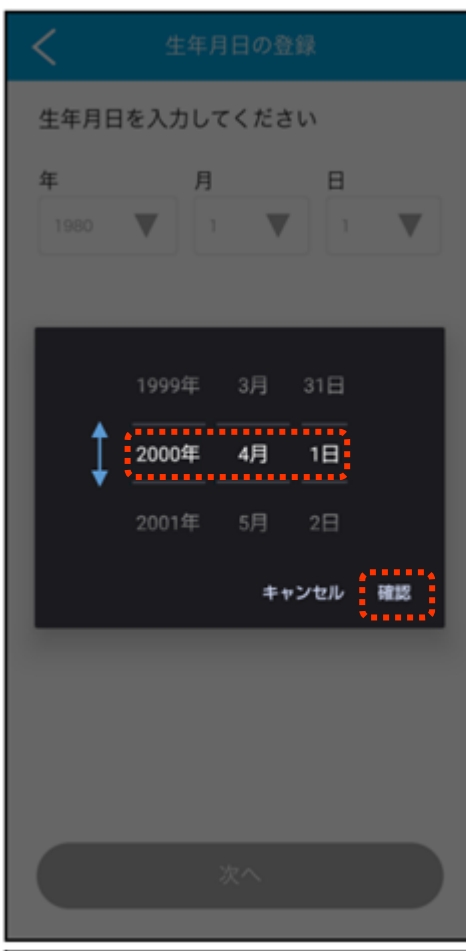 生年月日の登録
生年月日を入力してください
年 月 日
1980 1 1
1999年 3月 31日
2000年 4月 1日
2001年 5月 2日
キャンセル 確認
次へ